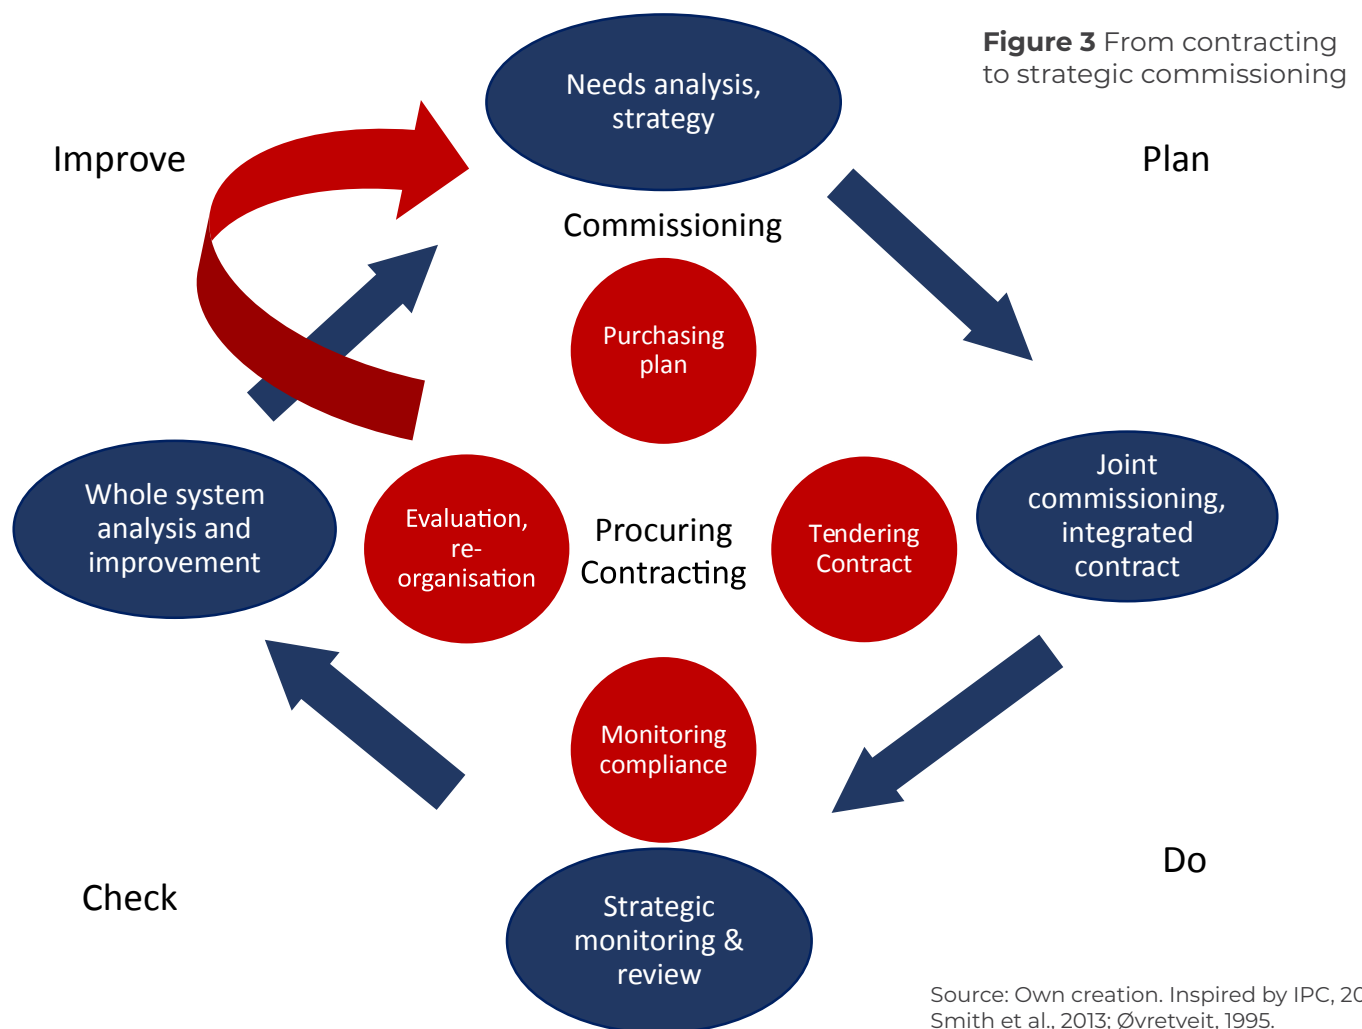 Figure 3 From contracting
to strategic commissioning
Needs analysis,
strategy
Improve
Plan
Commissioning
Purchasing
plan
Whole system
analysis and
improvement
Evaluation,
re-
organisation
Procuring
Contracting
Tendering
Contract
Joint
commissioning,
integrated
contract
Monitoring
compliance
Check
Do
Strategic
monitoring &
review
Source: Own creation. Inspired by IPC,
Smith et al., 2013; Øvretveit, 1995.